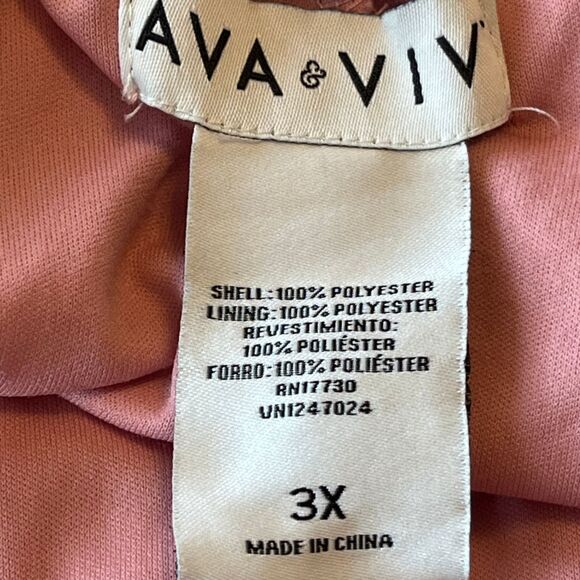 AVA & VIV
SHELL:100% POLYESTER
LINING:100% POLYESTER
REVESTIMIENTO:
100% POLIÉSTER
FORRO:100% POLIÉSTER
RN17730
VN1247024
3X
MADE IN CHINA